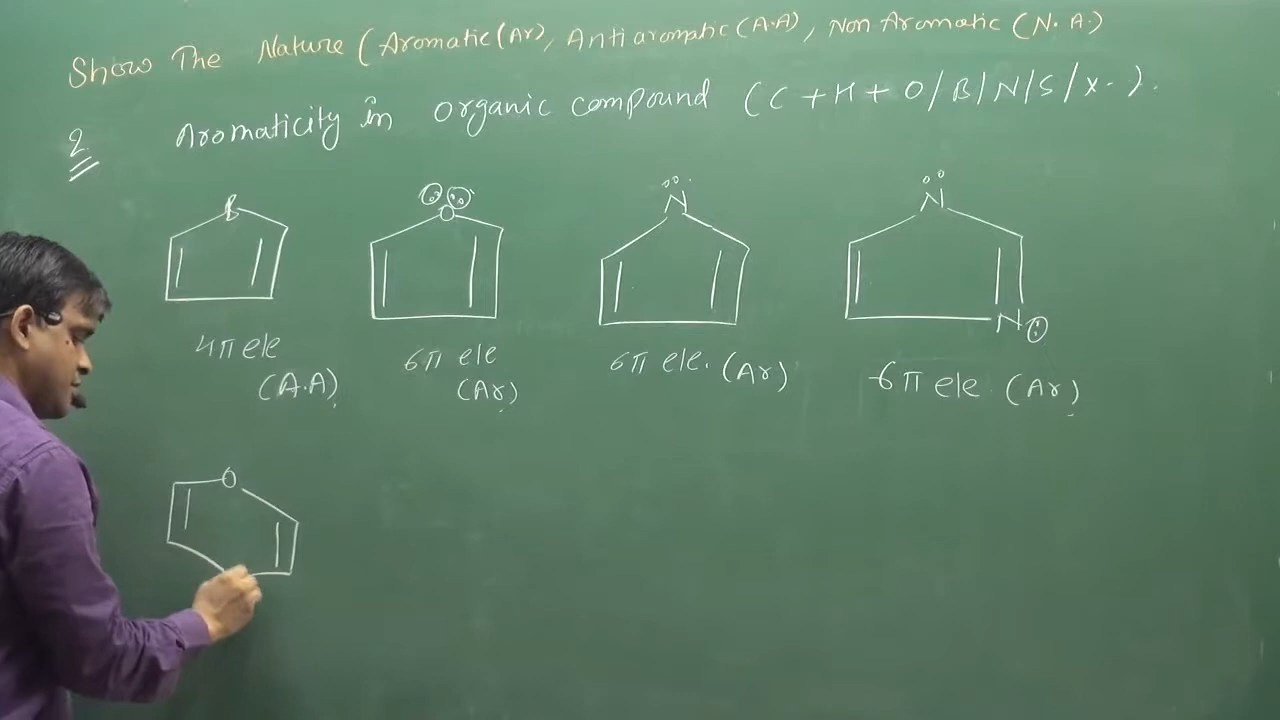 Show The Nature (Aromatic (Ar), Antiaromatic (A.A), Non Aromatic (N. A.)
2 Aromaticity in organic compound (C + H + O/B/N/S/X - ).
B O N N
N
4π ele 6π ele 6π ele. (Ar) 6π ele (Ar)
(A.A) (Ar)
O